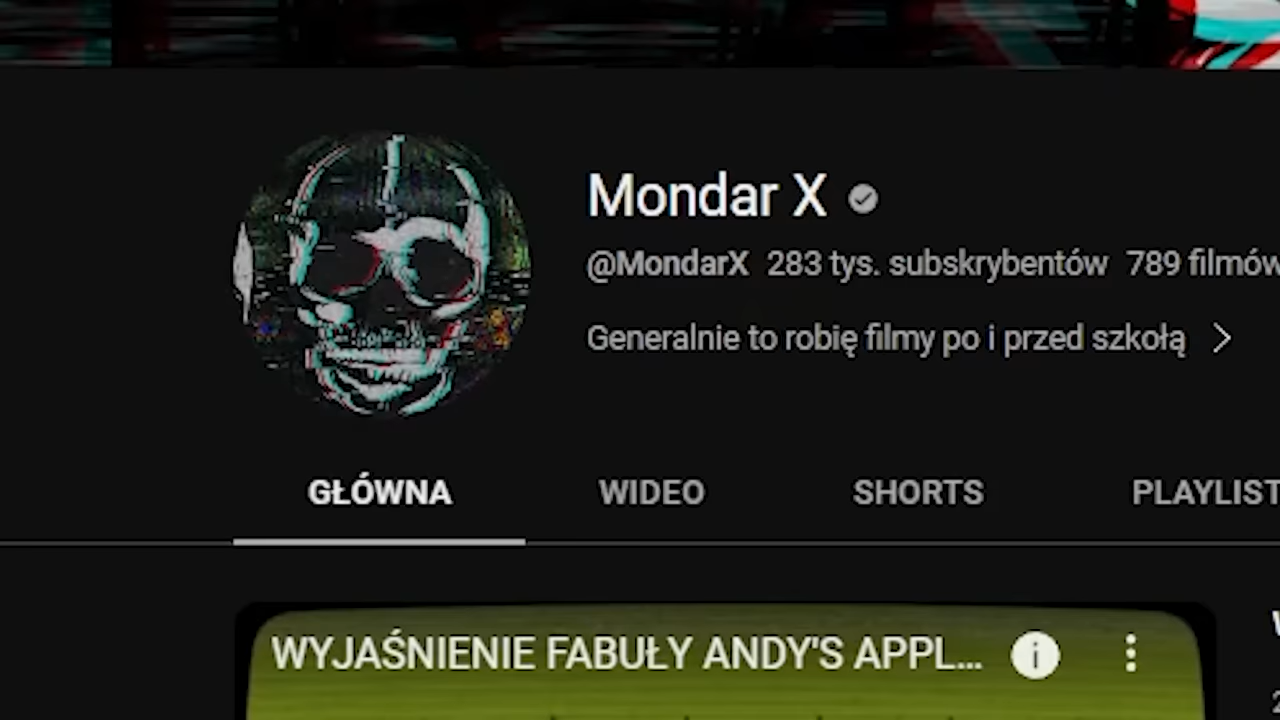 Mondar X
@MondarX 283 tys. subskrybentów 789 filmów
Generalnie to robię filmy po i przed szkołą
GŁÓWNA WIDEO SHORTS PLAYLIST
WYJAŚNIENIE FABUŁY ANDY'S APPL...